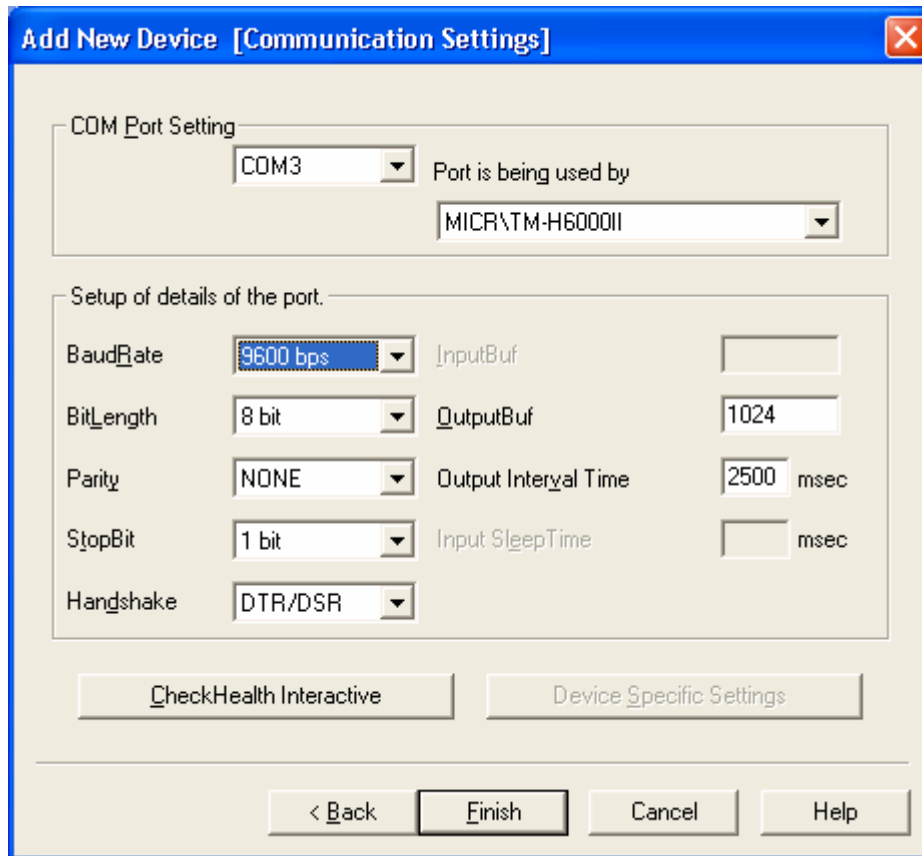 Add New Device [Communication Settings]
COM Port Setting
COM3
Port is being used by
MICR\TM-H6000II
Setup of details of the port.
BaudRate 9600 bps InputBuf
BitLength 8 bit OutputBuf 1024
Parity NONE Output Interval Time 2500 msec
StopBit 1 bit Input SleepTime msec
Handshake DTR/DSR
CheckHealth Interactive Device Specific Settings
< Back Finish Cancel Help